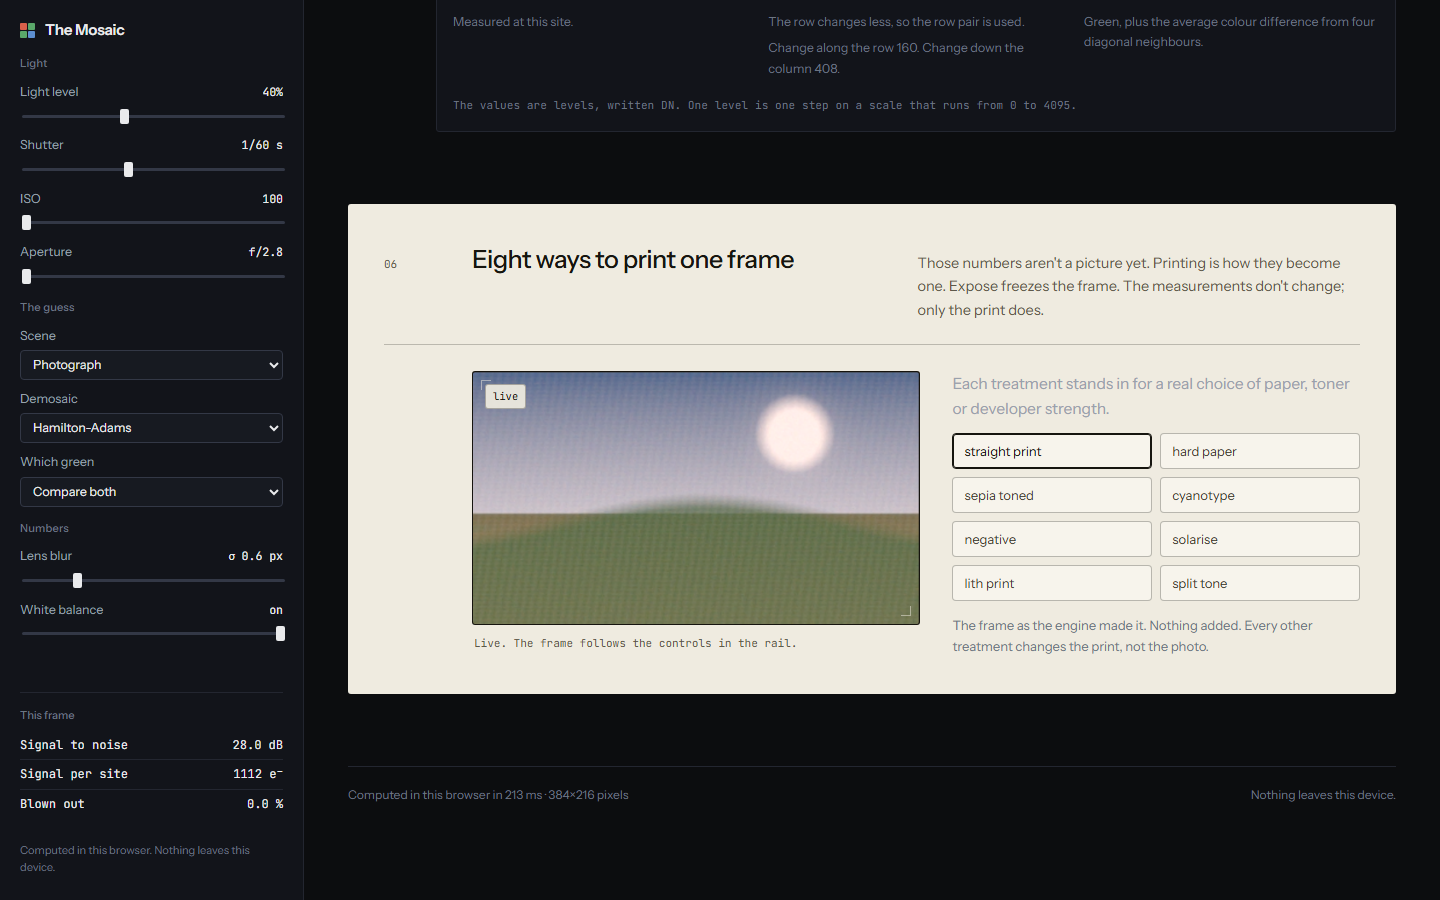 The Mosaic
Light
Light level 40%
Shutter 1/60 s
ISO 100
Aperture f/2.8
The guess
Scene
Photograph
Demosaic
Hamilton-Adams
Which green
Compare both
Numbers
Lens blur σ 0.6 px
White balance on
This frame
Signal to noise 28.0 dB
Signal per site 1112 e⁻
Blown out 0.0 %
Computed in this browser. Nothing leaves this
device.
Measured at this site.
The row changes less, so the row pair is used.
Change along the row 160. Change down the
column 408.
Green, plus the average colour difference from four
diagonal neighbours.
The values are levels, written DN. One level is one step on a scale that runs from 0 to 4095.
06
Eight ways to print one frame
Those numbers aren't a picture yet. Printing is how they become
one. Expose freezes the frame. The measurements don't change;
only the print does.
live
Live. The frame follows the controls in the rail.
Each treatment stands in for a real choice of paper, toner
or developer strength.
straight print
hard paper
sepia toned
cyanotype
negative
solarise
lith print
split tone
The frame as the engine made it. Nothing added. Every other
treatment changes the print, not the photo.
Computed in this browser in 213 ms · 384×216 pixels
Nothing leaves this device.